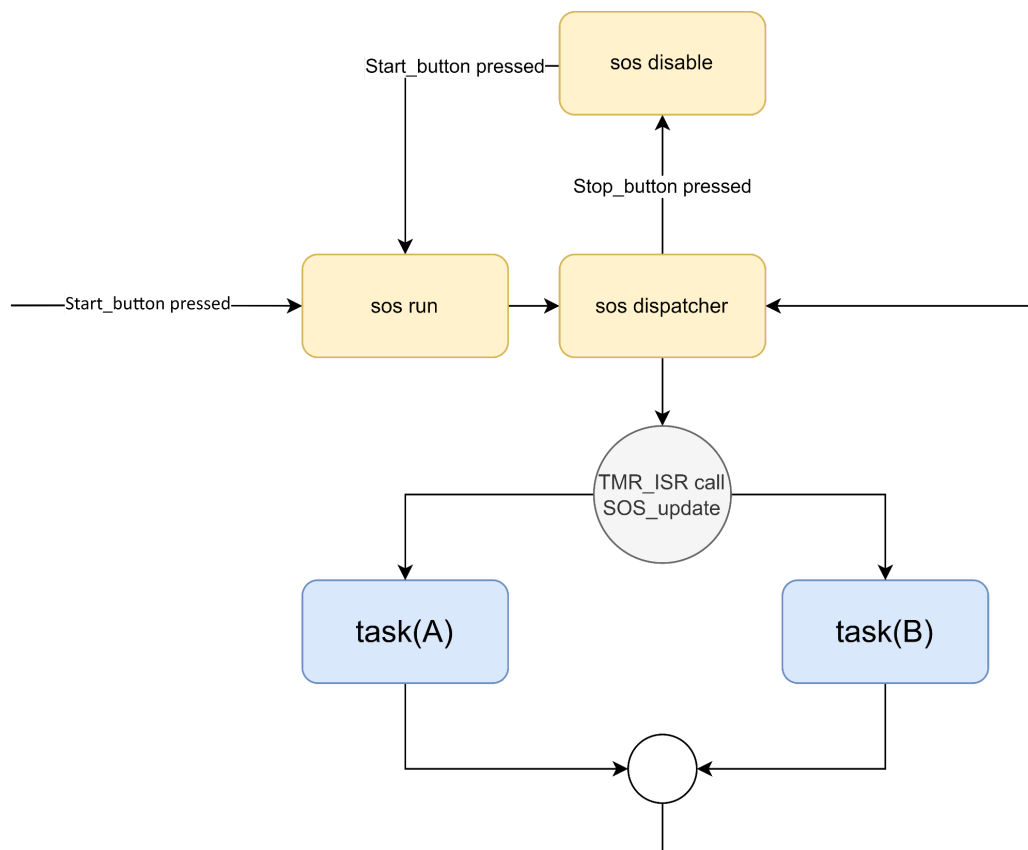 sos disable
Start_button pressed
Stop_button pressed
Start_button pressed
sos run
sos dispatcher
TMR_ISR call
SOS_update
task(A)
task(B)